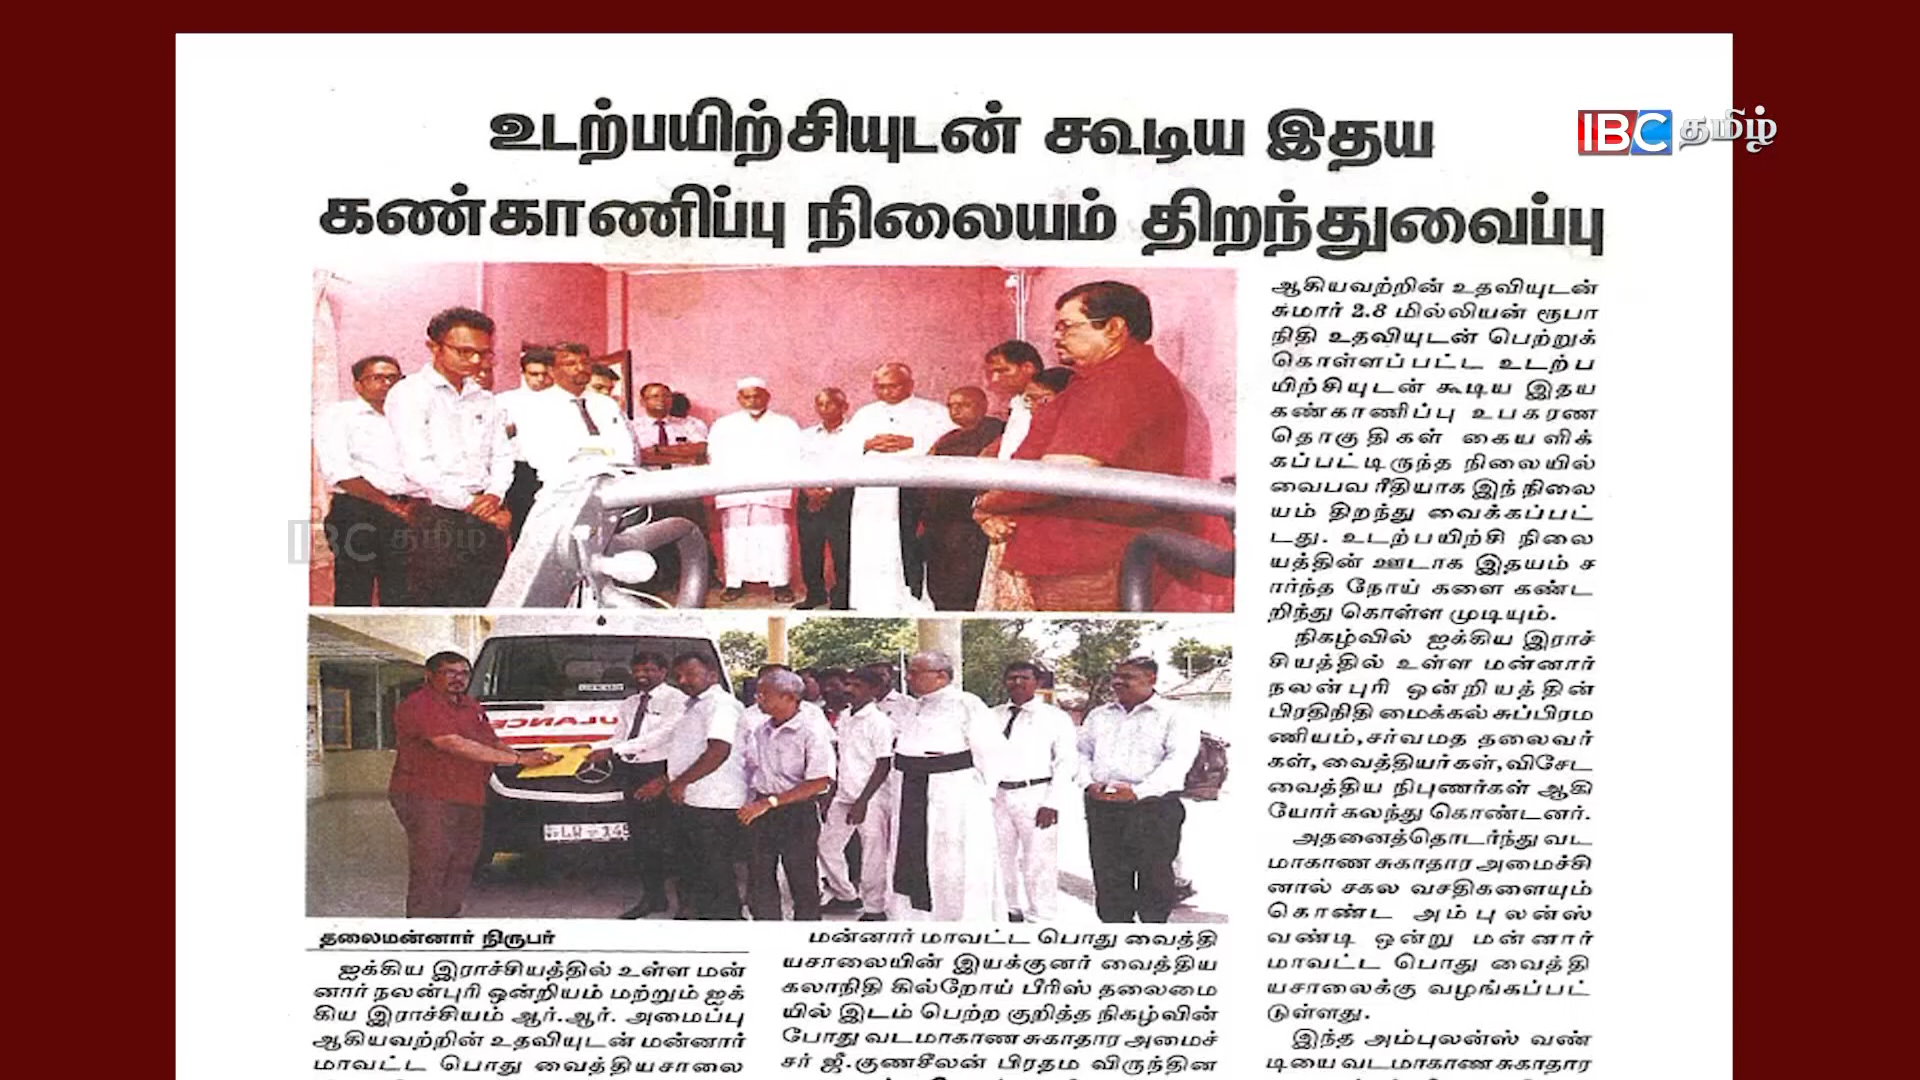 உடற்பயிற்சியுடன் கூடிய இதய
கண்காணிப்பு நிலையம் திறந்துவைப்பு
IBC தமிழ்
IBC தமிழ்
ULANCE
தலைமன்னார் நிருபர்
ஐக்கிய இராச்சியத்தில் உள்ள மன்
னார் நலன்புரி ஒன்றியம் மற்றும் ஐக்
கிய இராச்சியம் ஆர்.ஆர். அமைப்பு
ஆகியவற்றின் உதவியுடன் மன்னார்
மாவட்ட பொது வைத்தியசாலை
மன்னார் மாவட்ட பொது வைத்தி
யசாலையின் இயக்குனர் வைத்திய
கலாநிதி கில்றோய் பீரிஸ் தலைமை
யில் இடம் பெற்ற குறித்த நிகழ்வின்
போது வடமாகாண சுகாதார அமைச்
சர் ஜீ.குணசீலன் பிரதம விருந்தின
ஆகியவற்றின் உதவியுடன்
சுமார் 2.8 மில்லியன் ரூபா
நிதி உதவியுடன் பெற்றுக்
கொள்ளப்பட்ட உடற்ப
யிற்சியுடன் கூடிய இதய
கண்காணிப்பு உபகரண
தொகுதிகள் கையளிக்
கப்பட்டிருந்த நிலையில்
வைபவ ரீதியாக இந் நிலை
யம் திறந்து வைக்கப்பட்
டது. உடற்பயிற்சி நிலை
யத்தின் ஊடாக இதயம் ச
ார்ந்த நோய் களை கண்ட
றிந்து கொள்ள முடியும்.
நிகழ்வில் ஐக்கிய இராச்
சியத்தில் உள்ள மன்னார்
நலன்புரி ஒன்றியத்தின்
பிரதிநிதி மைக்கல் சுப்பிரம
ணியம்,சர்வமத தலைவர்
கள்,வைத்தியர்கள்,விசேட
வைத்திய நிபுணர்கள் ஆகி
யோர் கலந்து கொண்டனர்.
அதனைத்தொடர்ந்து வட
மாகாண சுகாதார அமைச்சி
னால் சகல வசதிகளையும்
கொண்ட அம்புலன்ஸ்
வண்டி ஒன்று மன்னார்
மாவட்ட பொது வைத்தி
யசாலைக்கு வழங்கப்பட்
டுள்ளது.
இந்த அம்புலன்ஸ் வண்
டியை வடமாகாண சுகாதார